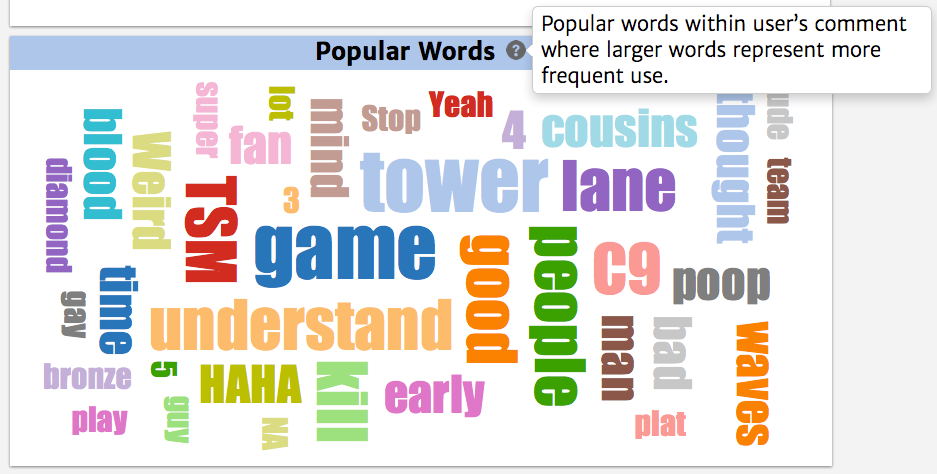 Popular Words ?
Popular words within user's comment
where larger words represent more
frequent use.
super
lot
mind
Stop
Yeah
4
cousins
thought
team
blood
Weird
fan
diamond
TSM
3
tower
lane
game
good
people
c9
poop
time
gay
understand
man
bad
waves
bronze
5
HAHA
kill
early
play
guy
NA
plat